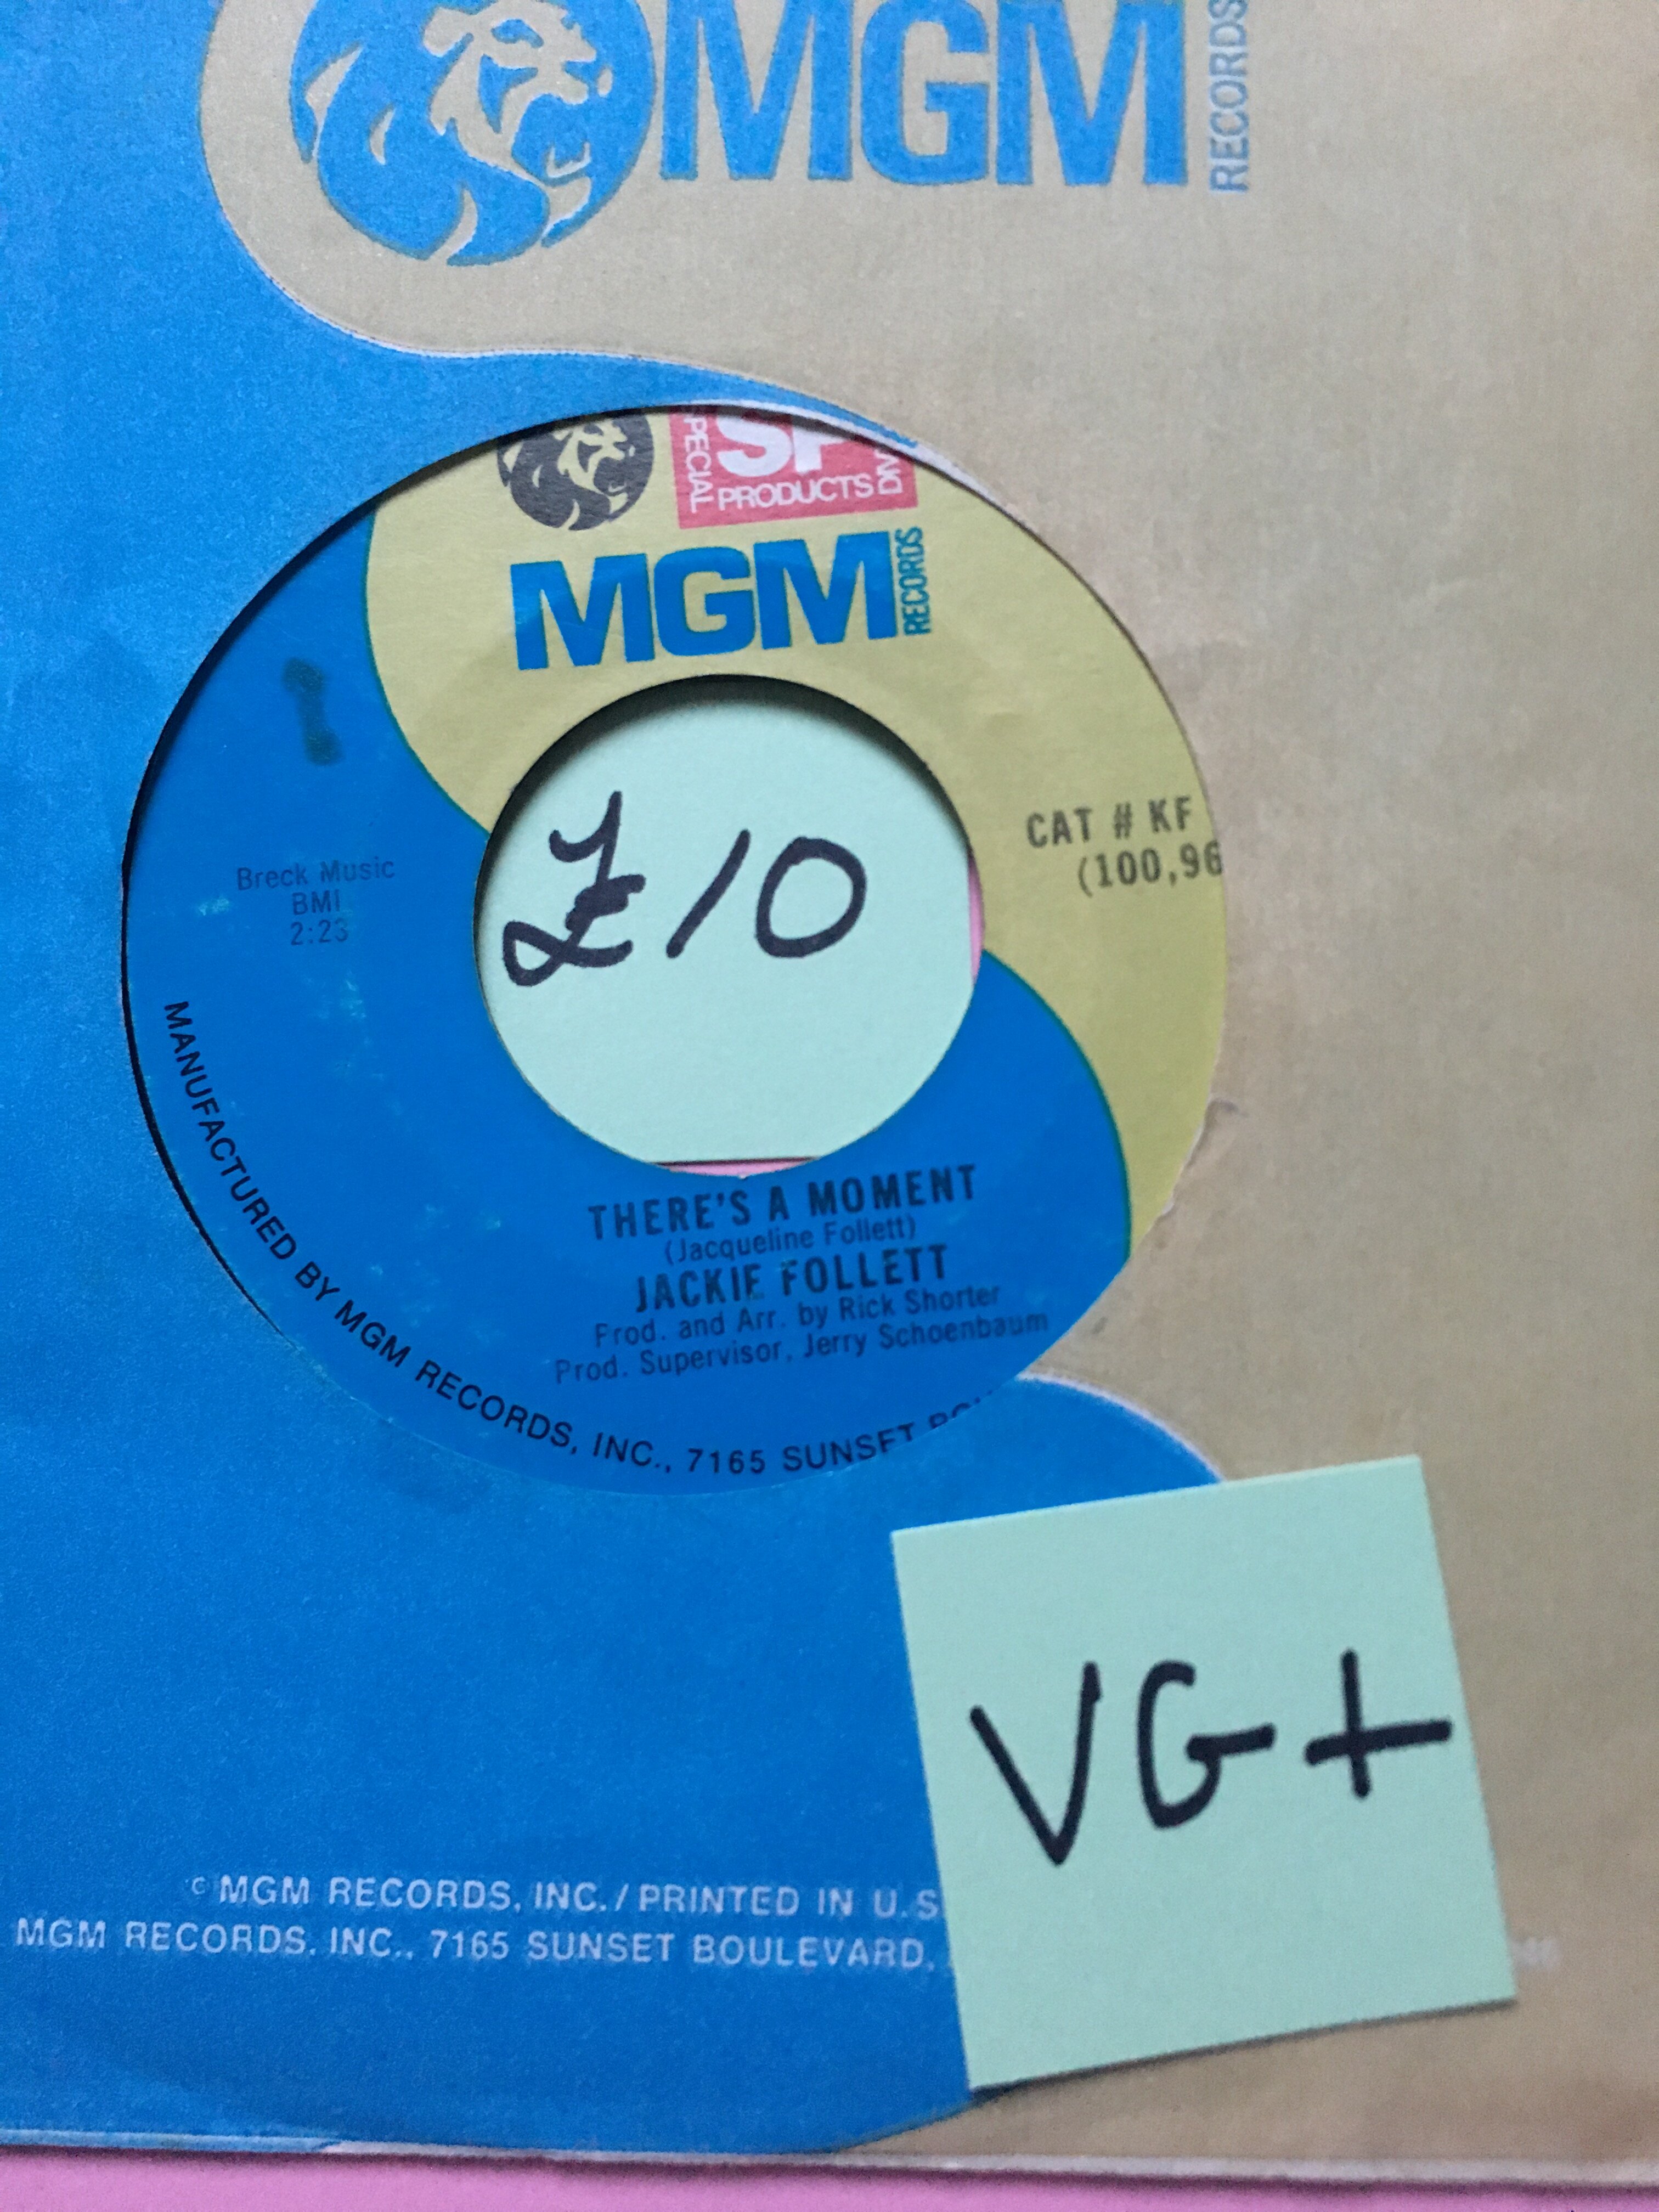 MGM
RECORDS
SPECIAL
SP
PRODUCTS
MGM
RECORDS
£10
CAT # KF
(100,96
Breck Music
BMI
2:23
THERE'S A MOMENT
(Jacqueline Follett)
JACKIE FOLLETT
Prod. and Arr. by Rick Shorter
Prod. Supervisor, Jerry Schoenbaum
MANUFACTURED BY MGM RECORDS, INC., 7165 SUNSET
VG+
© MGM RECORDS, INC. / PRINTED IN U.S
MGM RECORDS, INC., 7165 SUNSET BOULEVARD,